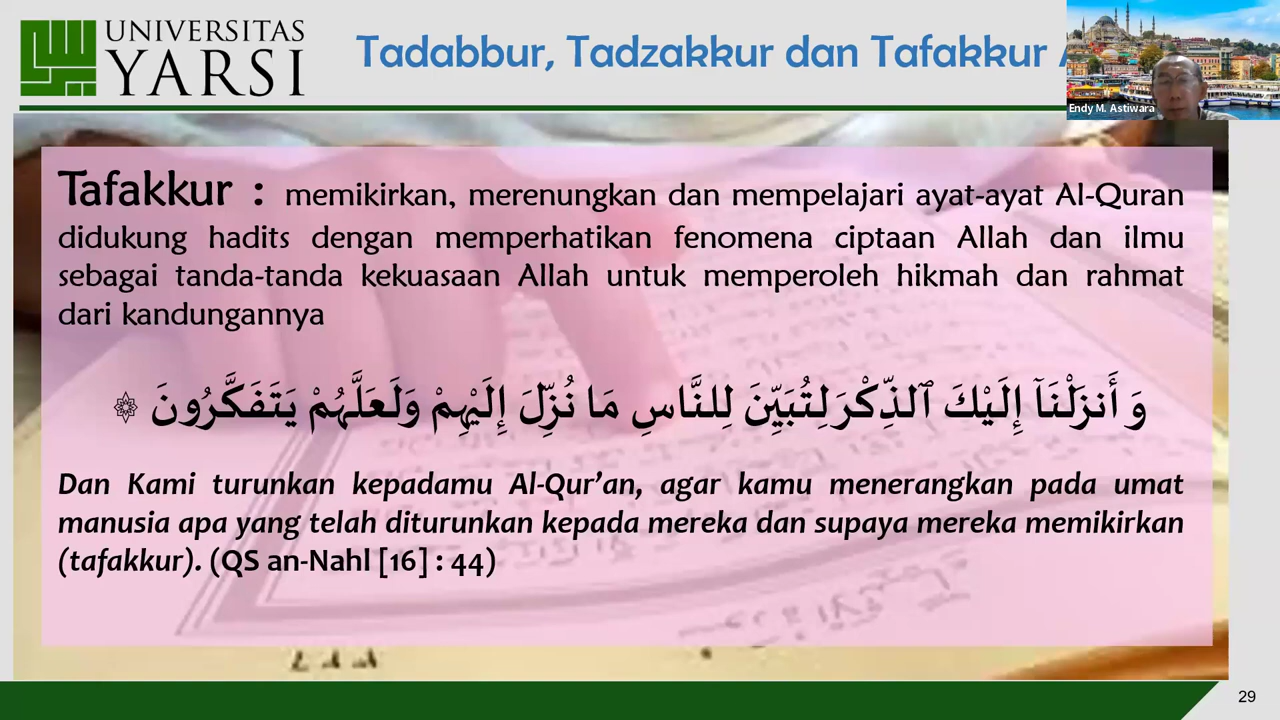 UNIVERSITAS
YARSI
Tadabbur, Tadzakkur dan Tafakkur
Endy M. Astiwara
Tafakkur : memikirkan, merenungkan dan mempelajari ayat-ayat Al-Quran
didukung hadits dengan memperhatikan fenomena ciptaan Allah dan ilmu
sebagai tanda-tanda kekuasaan Allah untuk memperoleh hikmah dan rahmat
dari kandungannya
وَ أَنزَلْنَآ إِلَيْكَ ٱلذِّكْرَ لِتُبَيِّنَ لِلنَّاسِ مَا نُزِّلَ إِلَيْهِمْ وَلَعَلَّهُمْ يَتَفَكَّرُونَ ۞
Dan Kami turunkan kepadamu Al-Qur’an, agar kamu menerangkan pada umat
manusia apa yang telah diturunkan kepada mereka dan supaya mereka memikirkan
(tafakkur). (QS an-Nahl [16] : 44)
29